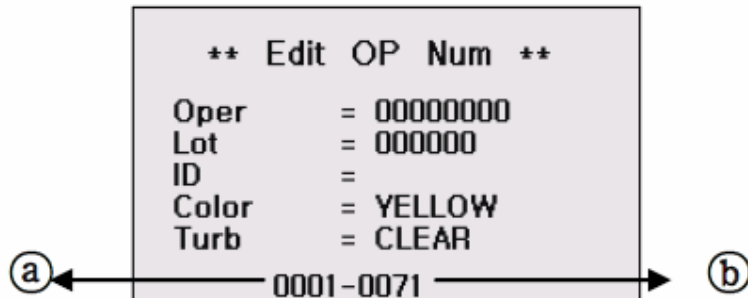 ** Edit OP Num **
Oper = 00000000
Lot = 000000
ID =
Color = YELLOW
Turb = CLEAR
ⓐ 0001-0071 ⓑ